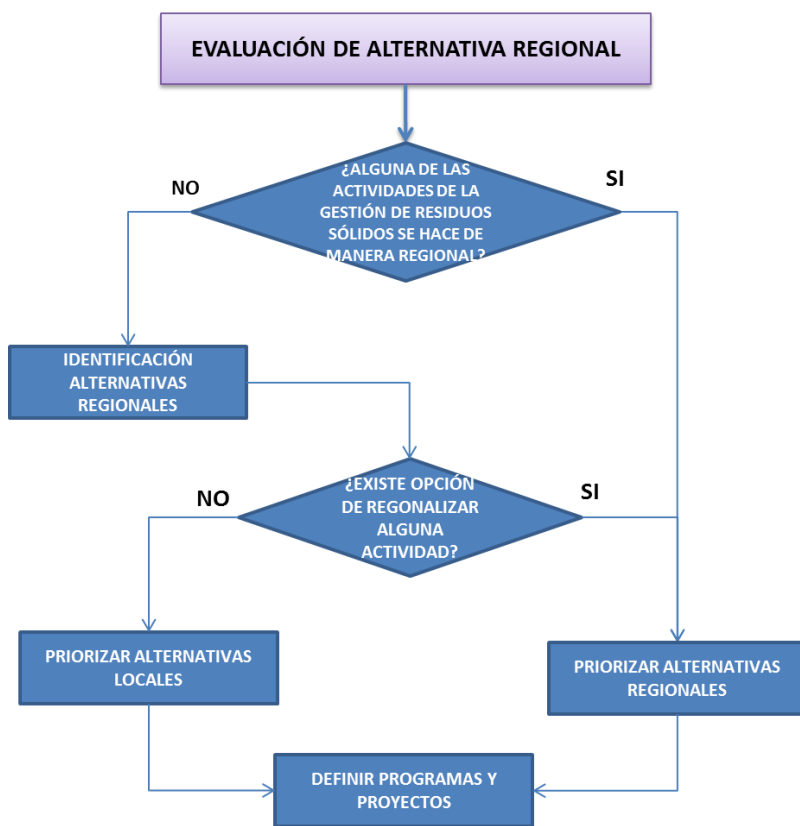 EVALUACIÓN DE ALTERNATIVA REGIONAL
¿ALGUNA DE LAS
ACTIVIDADES DE LA
GESTIÓN DE RESIDUOS
SÓLIDOS SE HACE DE
MANERA REGIONAL?
NO
SI
IDENTIFICACIÓN
ALTERNATIVAS
REGIONALES
¿EXISTE OPCIÓN
DE REGONALIZAR
ALGUNA
ACTIVIDAD?
NO
SI
PRIORIZAR ALTERNATIVAS
LOCALES
PRIORIZAR ALTERNATIVAS
REGIONALES
DEFINIR PROGRAMAS Y
PROYECTOS